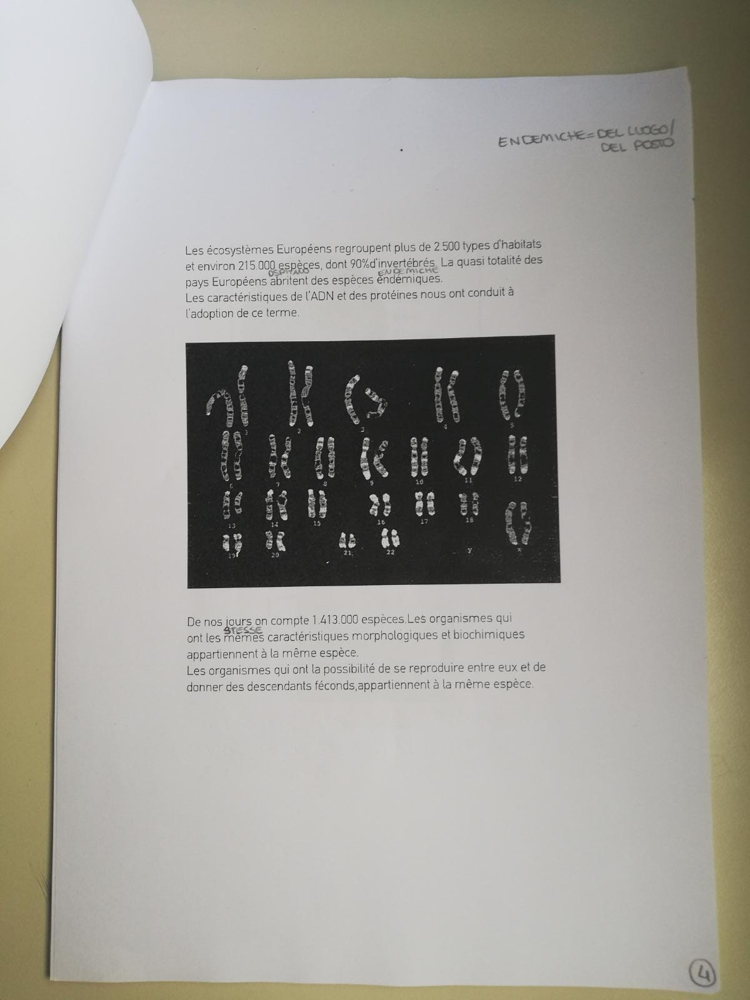 ENDEMICHE = DEL LUOGO/
DEL POSTO
Les écosystèmes Européens regroupent plus de 2.500 types d'habitats
et environ 215.000 espèces, dont 90%d'invertébrés. La quasi totalité des
OSPITANO ENDEMICHE
pays Européens abritent des espèces endémiques.
Les caractéristiques de l'ADN et des protéines nous ont conduit à
l'adoption de ce terme.
1 2 3 4 5
6 7 8 9 10 11 12
13 14 15 16 17 18
19 20 21 22 Y X
De nos jours on compte 1.413.000 espèces.Les organismes qui
STESSE
ont les mêmes caractéristiques morphologiques et biochimiques
appartiennent à la même espèce.
Les organismes qui ont la possibilité de se reproduire entre eux et de
donner des descendants féconds,appartiennent à la même espèce.
4